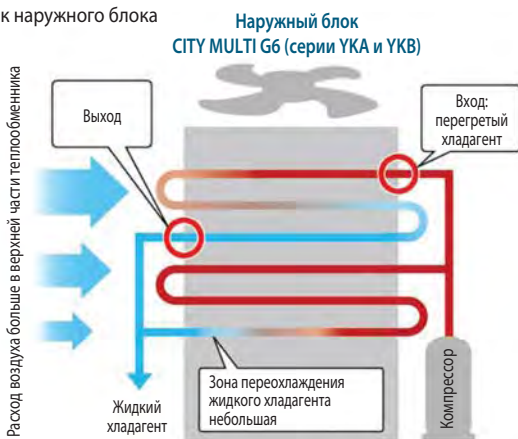 к наружного блока
Наружный блок
CITY MULTI G6 (серии YKA и YKB)
Расход воздуха больше в верхней части теплообменника
Выход
Вход:
перегретый
хладагент
Зона переохлаждения
жидкого хладагента
небольшая
Жидкий
хладагент
Компрессор